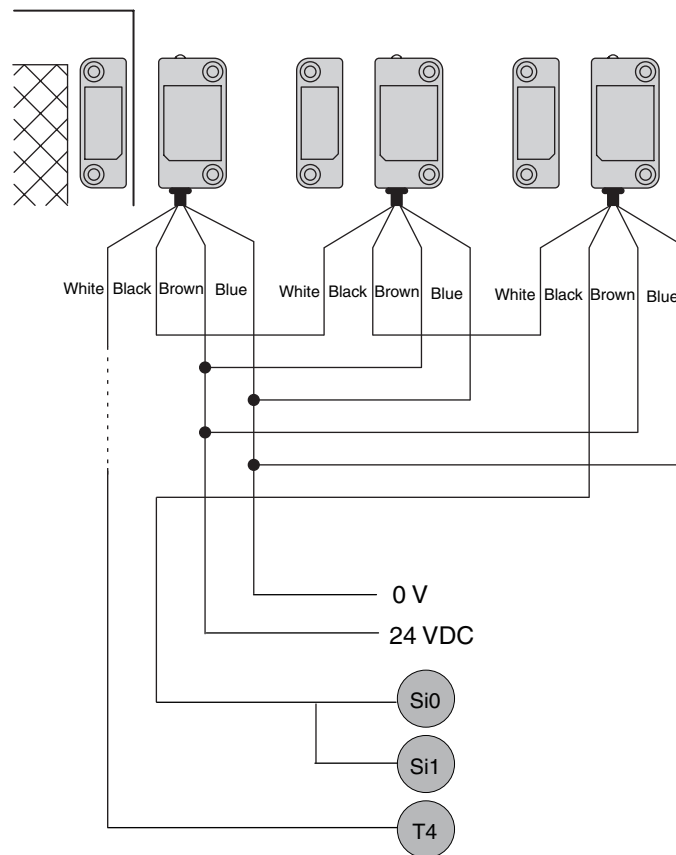 White Black Brown Blue White Black Brown Blue White Black Brown Blue
0 V
24 VDC
Si0
Si1
T4